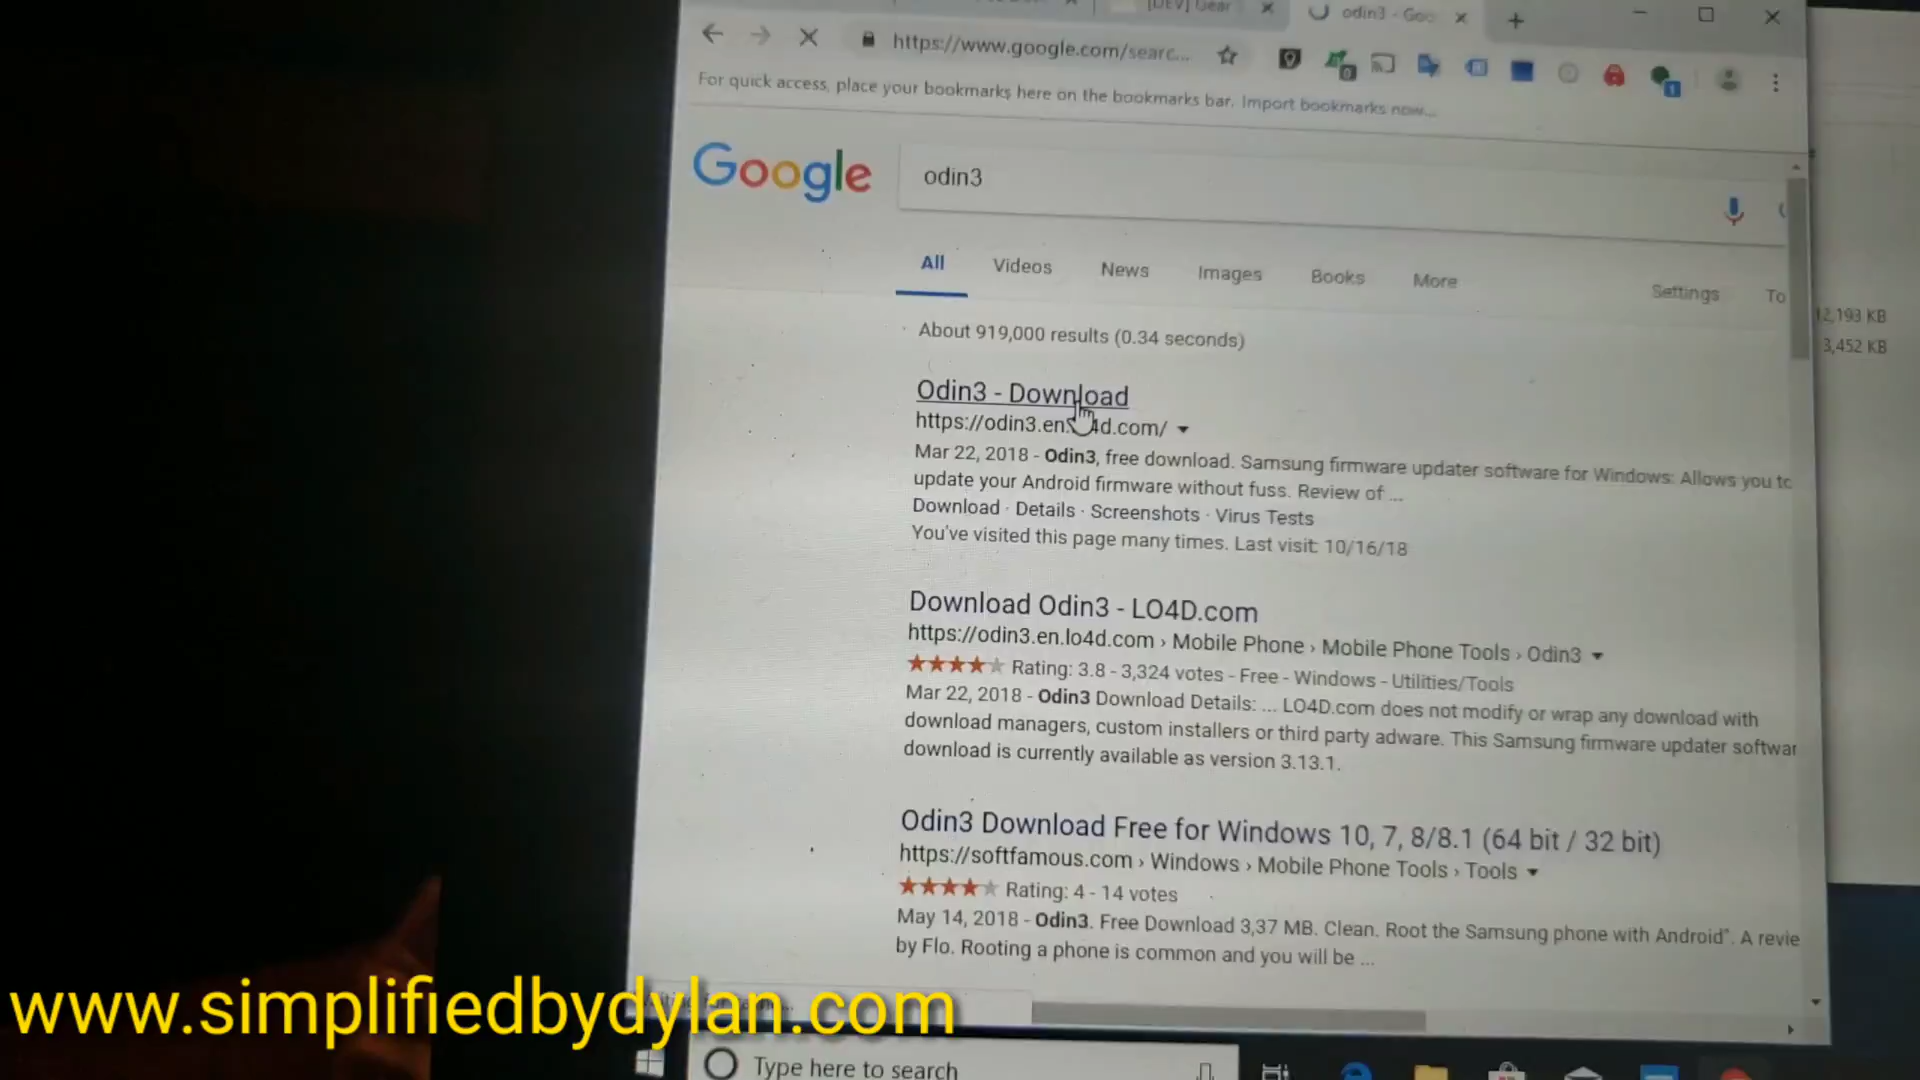 [DEV] Gear
odin3 - Goo
https://www.google.com/searc...
For quick access, place your bookmarks here on the bookmarks bar. Import bookmarks now...
Google
odin3
All Videos News Images Books More Settings To
About 919,000 results (0.34 seconds)
12,193 KB
3,452 KB
Odin3 - Download
https://odin3.en. 4d.com/
Mar 22, 2018 - Odin3, free download. Samsung firmware updater software for Windows: Allows you to
update your Android firmware without fuss. Review of ...
Download · Details · Screenshots · Virus Tests
You've visited this page many times. Last visit: 10/16/18
Download Odin3 - LO4D.com
https://odin3.en.lo4d.com › Mobile Phone › Mobile Phone Tools › Odin3
Rating: 3.8 - 3,324 votes - Free - Windows - Utilities/Tools
Mar 22, 2018 - Odin3 Download Details: ... LO4D.com does not modify or wrap any download with
download managers, custom installers or third party adware. This Samsung firmware updater softwar
download is currently available as version 3.13.1.
Odin3 Download Free for Windows 10, 7, 8/8.1 (64 bit / 32 bit)
https://softfamous.com › Windows › Mobile Phone Tools › Tools
Rating: 4 - 14 votes
May 14, 2018 - Odin3. Free Download 3,37 MB. Clean. Root the Samsung phone with Android". A revie
by Flo. Rooting a phone is common and you will be ...
www.simplifiedbydylan.com
Type here to search